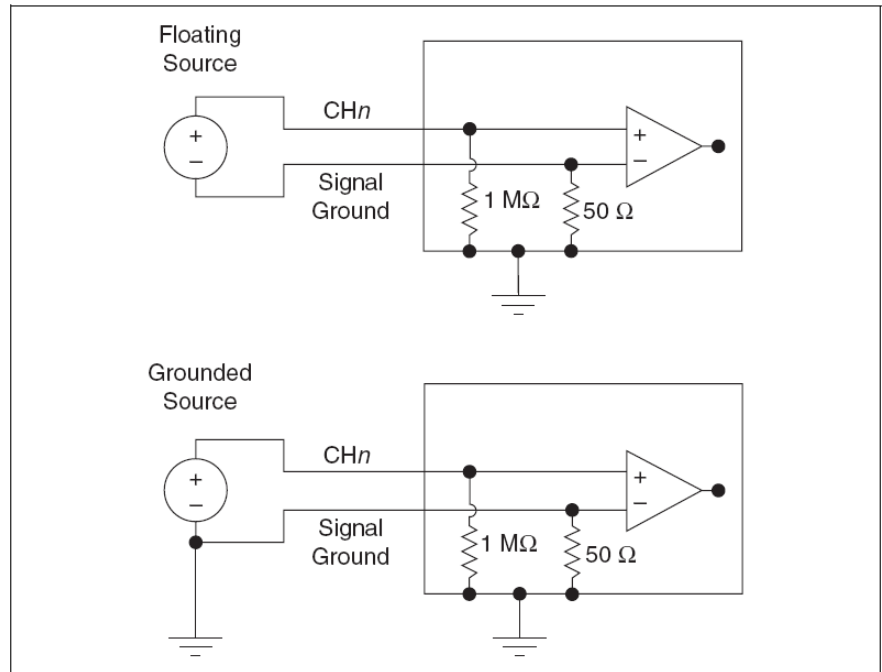 Floating
Source
CHn
+
−
+
−
Signal
Ground
1 MΩ
50 Ω
Grounded
Source
CHn
+
−
+
−
Signal
Ground
1 MΩ
50 Ω